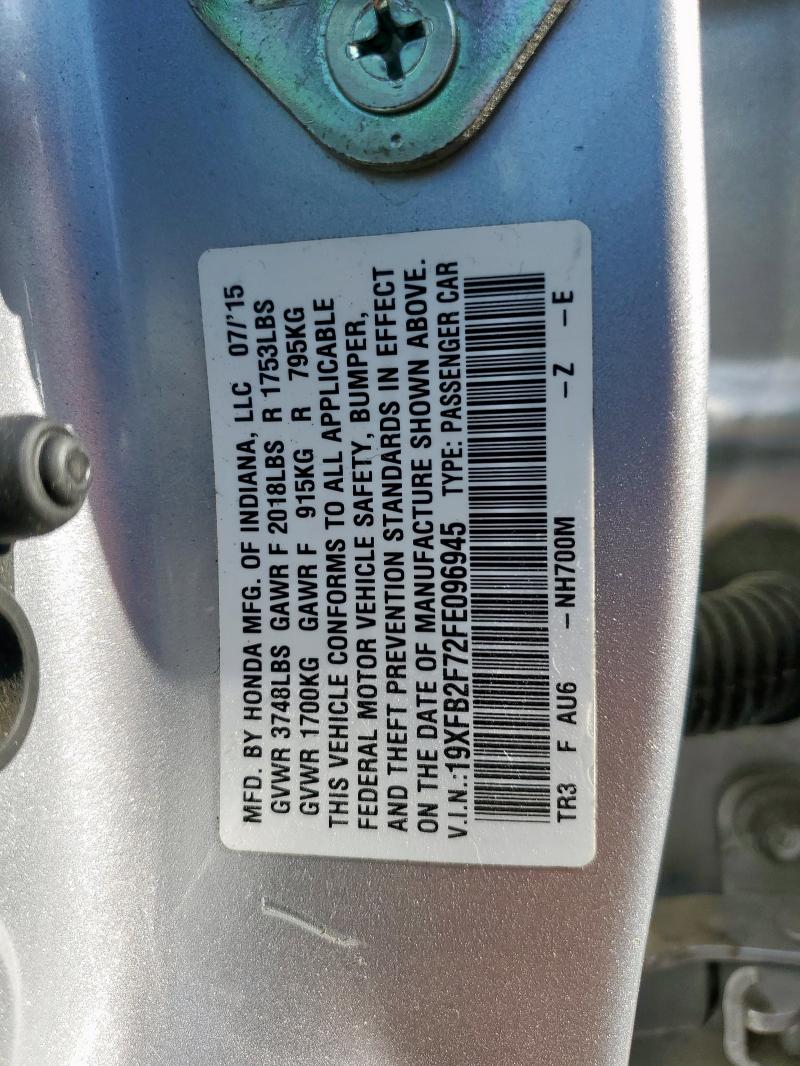 MFD. BY HONDA MFG. OF INDIANA, LLC 07/'15
GVWR 3748LBS GAWR F 2018LBS R 1753LBS
GVWR 1700KG GAWR F 915KG R 795KG
THIS VEHICLE CONFORMS TO ALL APPLICABLE
FEDERAL MOTOR VEHICLE SAFETY, BUMPER,
AND THEFT PREVENTION STANDARDS IN EFFECT
ON THE DATE OF MANUFACTURE SHOWN ABOVE.
V.I.N.:19XFB2F72FE096945 TYPE: PASSENGER CAR
TR3 F AU6 –NH700M –Z –E